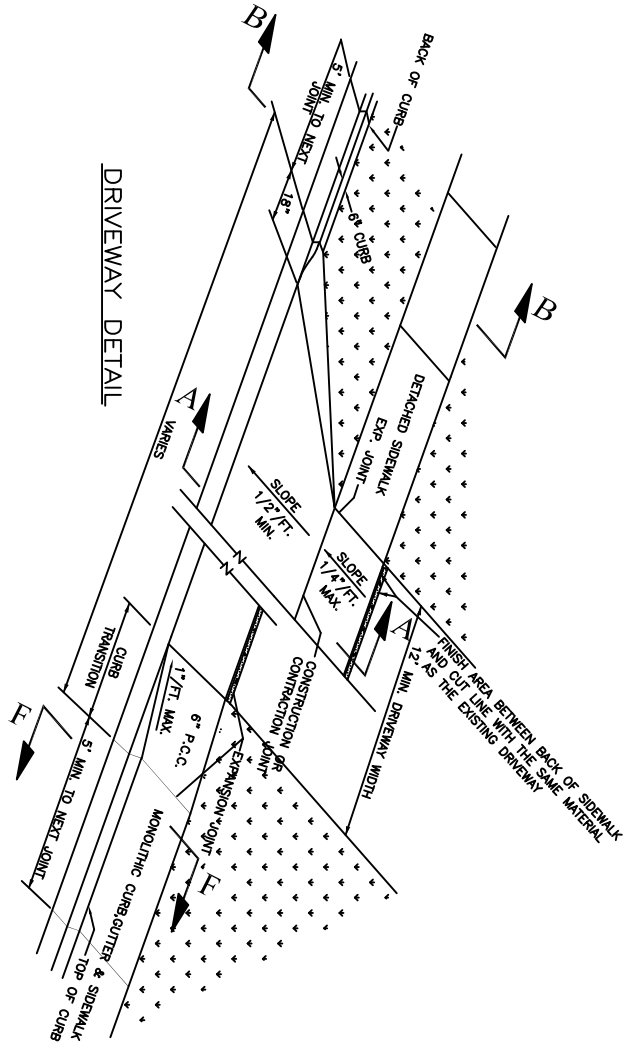 B
BACK OF CURB
5' MIN. TO NEXT
JOINT
18"
6" CURB
B
DRIVEWAY DETAIL
DETACHED SIDEWALK
EXP. JOINT
A
VARIES
SLOPE
1/2"/FT.
MIN.
SLOPE
1/4"/FT.
MAX.
A
FINISH AREA BETWEEN BACK OF SIDEWALK
AND CUT LINE WITH THE SAME MATERIAL
AS THE EXISTING DRIVEWAY
12' MIN. DRIVEWAY WIDTH
N
N
CONSTRUCTION OR
CONTRACTION JOINT
EXPANSION JOINT
CURB
TRANSITION
1"/FT. MAX.
6" P.C.C.
F
5' MIN. TO NEXT JOINT
F
MONOLITHIC CURB,GUTTER & SIDEWALK
TOP OF CURB